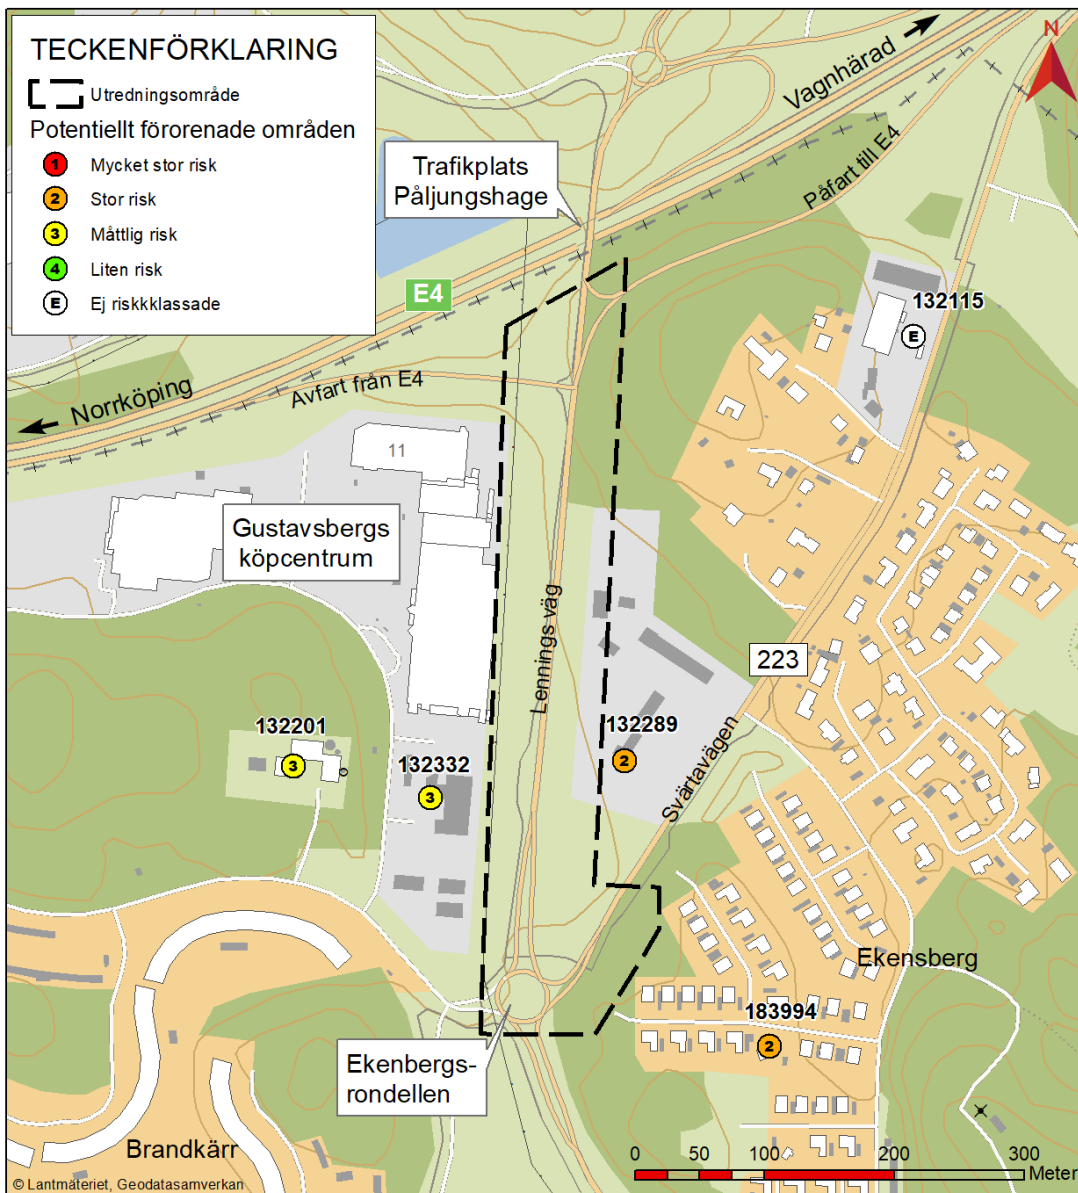 TECKENFÖRKLARING
Utredningsområde
Potentiellt förorenade områden
1 Mycket stor risk
2 Stor risk
3 Måttlig risk
4 Liten risk
E Ej riskkklassade
N
Vagnhärad
Trafikplats
Påljungshage
Påfart till E4
E4
132115
E
Norrköping
Avfart från E4
11
Gustavsbergs
köpcentrum
Lennings väg
223
132201
3
132332
3
132289
2
Svärtavägen
Ekensberg
183994
2
Ekenbergs-
rondellen
Brandkärr
0 50 100 200 300
Meter
© Lantmäteriet, Geodatasamverkan